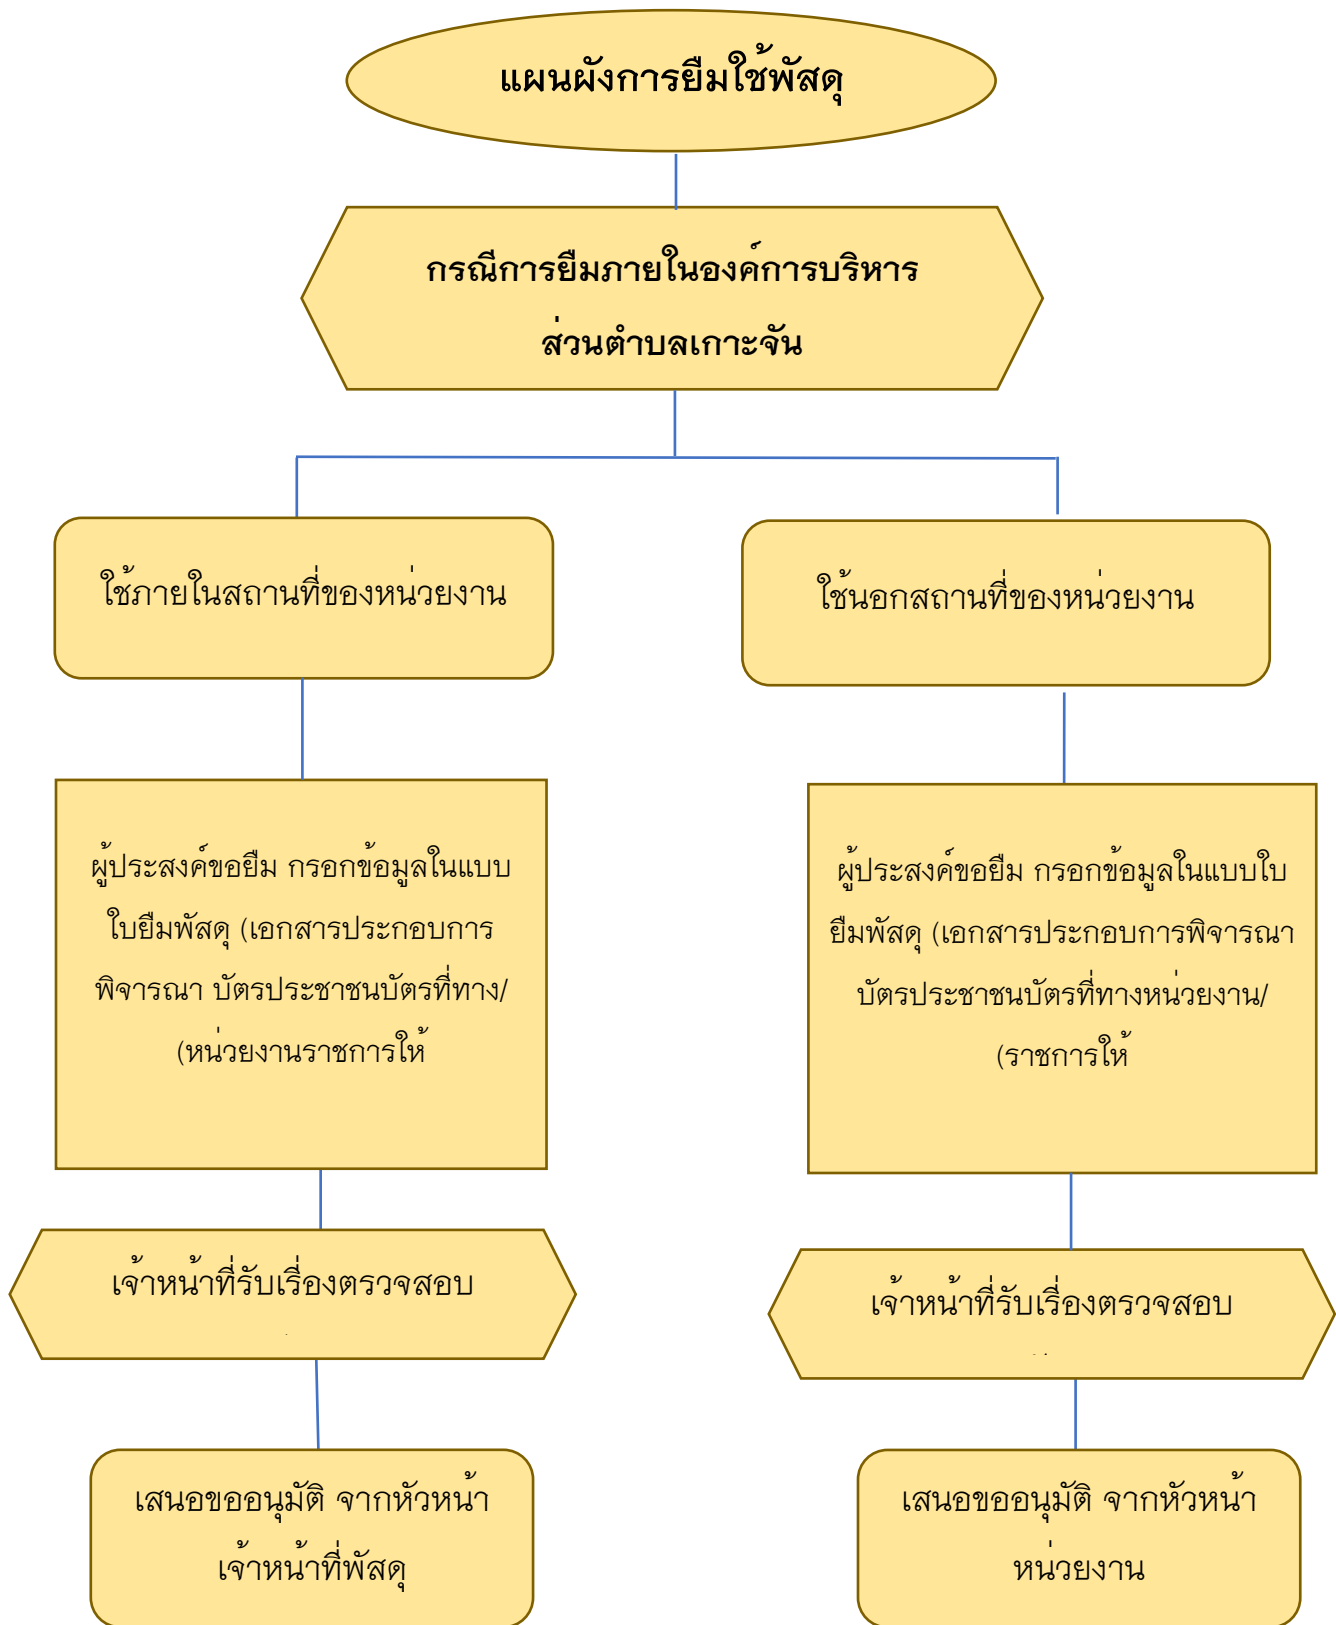 แผนผังการยืมใช้พัสดุ
กรณีการยืมภายในองค์การบริหาร
ส่วนตำบลเกาะจัน
ใช้ภายในสถานที่ของหน่วยงาน
ใช้นอกสถานที่ของหน่วยงาน
ผู้ประสงค์ขอยืม กรอกข้อมูลในแบบ
ใบยืมพัสดุ (เอกสารประกอบการ
พิจารณา บัตรประชาชนบัตรที่ทาง/
(หน่วยงานราชการให้
ผู้ประสงค์ขอยืม กรอกข้อมูลในแบบใบ
ยืมพัสดุ (เอกสารประกอบการพิจารณา
บัตรประชาชนบัตรที่ทางหน่วยงาน/
(ราชการให้
เจ้าหน้าที่รับเรื่องตรวจสอบ
เจ้าหน้าที่รับเรื่องตรวจสอบ
เสนอขออนุมัติ จากหัวหน้า
เจ้าหน้าที่พัสดุ
เสนอขออนุมัติ จากหัวหน้า
หน่วยงาน